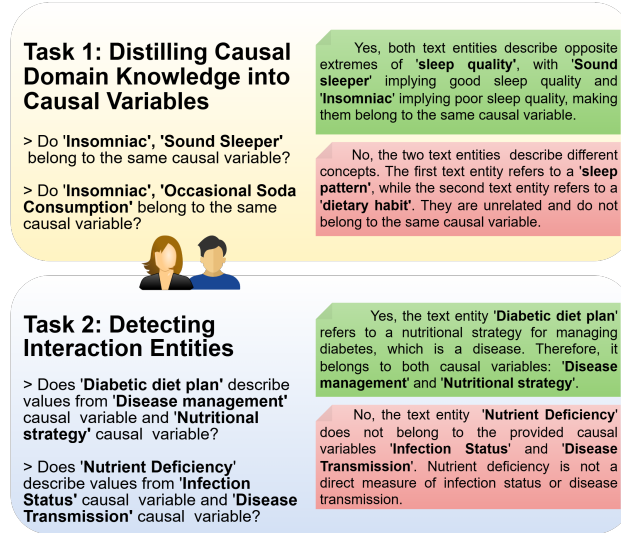 Task 1: Distilling Causal
Domain Knowledge into
Causal Variables
> Do 'Insomniac', 'Sound Sleeper'
belong to the same causal variable?
> Do 'Insomniac', 'Occasional Soda
Consumption' belong to the same
causal variable?
Yes, both text entities describe opposite
extremes of 'sleep quality', with 'Sound
sleeper' implying good sleep quality and
'Insomniac' implying poor sleep quality, making
them belong to the same causal variable.
No, the two text entities describe different
concepts. The first text entity refers to a 'sleep
pattern', while the second text entity refers to a
'dietary habit'. They are unrelated and do not
belong to the same causal variable.
Task 2: Detecting
Interaction Entities
> Does 'Diabetic diet plan' describe
values from 'Disease management'
causal variable and 'Nutritional
strategy' causal variable?
> Does 'Nutrient Deficiency'
describe values from 'Infection
Status' causal variable and 'Disease
Transmission' causal variable?
Yes, the text entity 'Diabetic diet plan'
refers to a nutritional strategy for managing
diabetes, which is a disease. Therefore, it
belongs to both causal variables: 'Disease
management' and 'Nutritional strategy'.
No, the text entity 'Nutrient Deficiency'
does not belong to the provided causal
variables 'Infection Status' and 'Disease
Transmission'. Nutrient deficiency is not a
direct measure of infection status or disease
transmission.